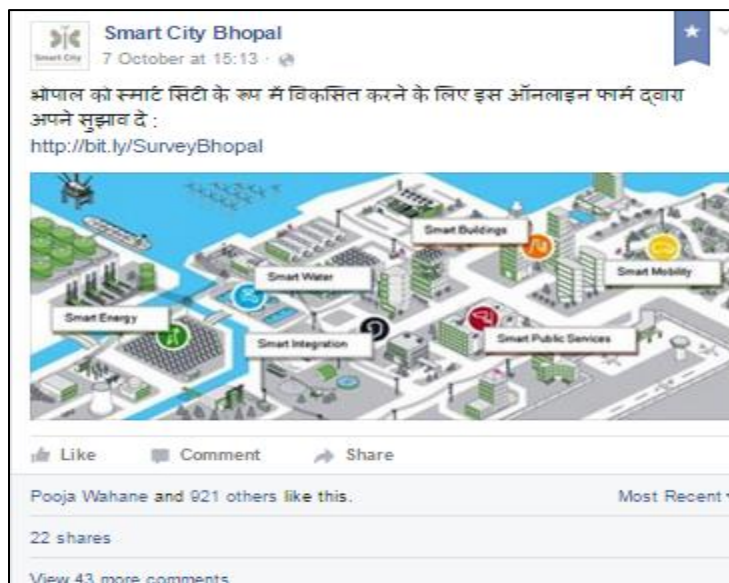 Smart City Bhopal
Smart City
7 October at 15:13 ·
भोपाल को स्मार्ट सिटी के रूप में विकसित करने के लिए इस ऑनलाइन फार्म द्वारा
अपने सुझाव दे :
http://bit.ly/SurveyBhopal
Smart Buildings
Smart Water
Smart Mobility
Smart Energy
Smart Integration
Smart Public Services
Like Comment Share
Pooja Wahane and 921 others like this. Most Recent
22 shares
View 43 more comments